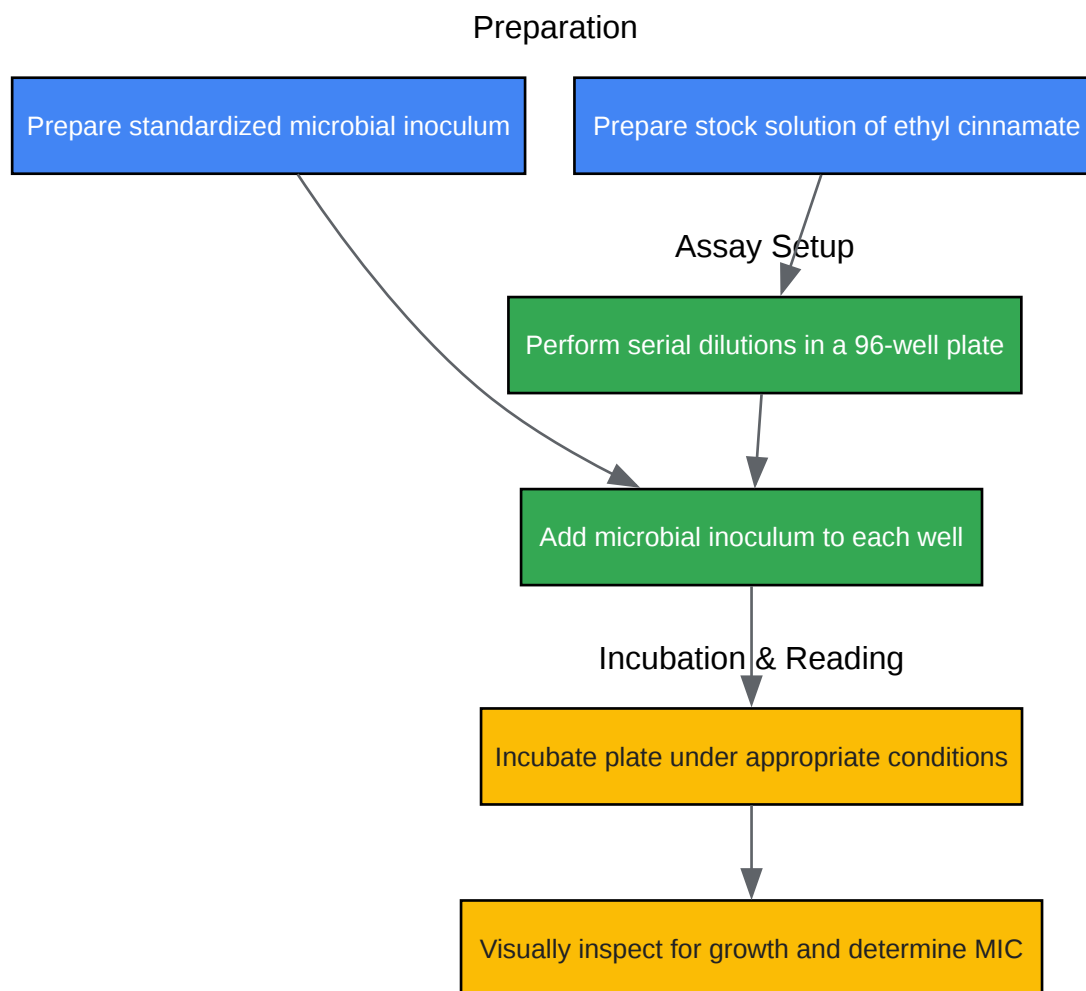 Preparation
Prepare standardized microbial inoculum
Prepare stock solution of ethyl cinnamate
Assay Setup
Perform serial dilutions in a 96-well plate
Add microbial inoculum to each well
Incubation & Reading
Incubate plate under appropriate conditions
Visually inspect for growth and determine MIC